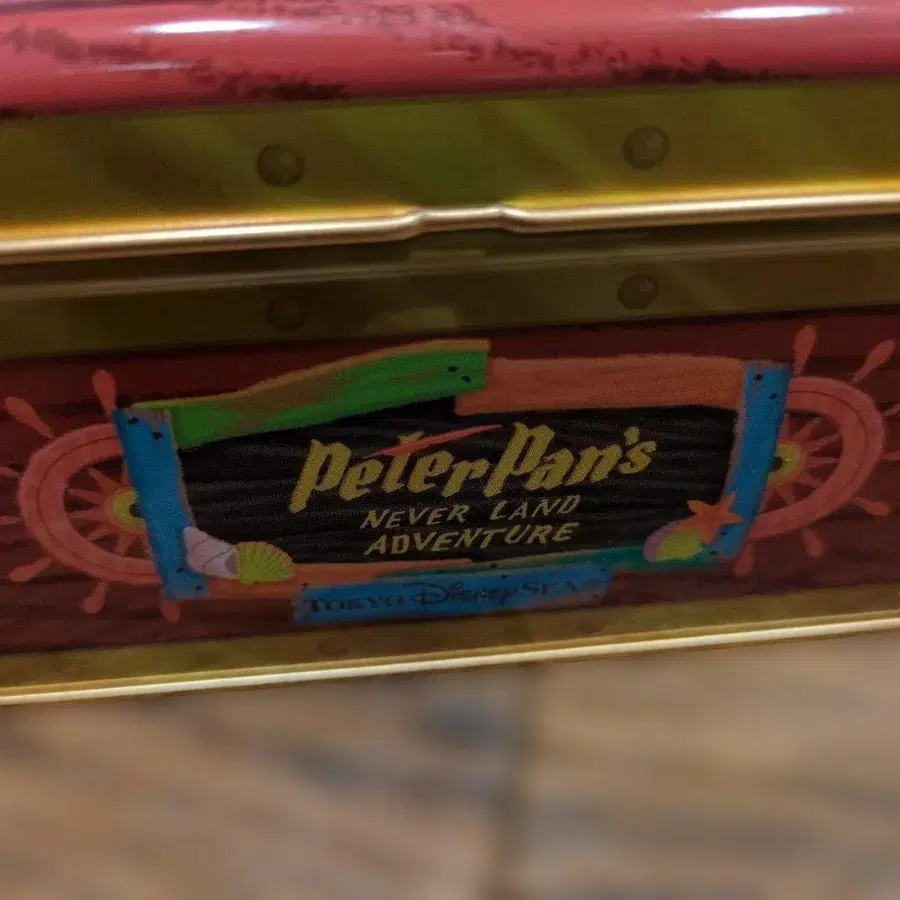 Peter Pan's
NEVER LAND
ADVENTURE
TOKYO DISNEYSEA